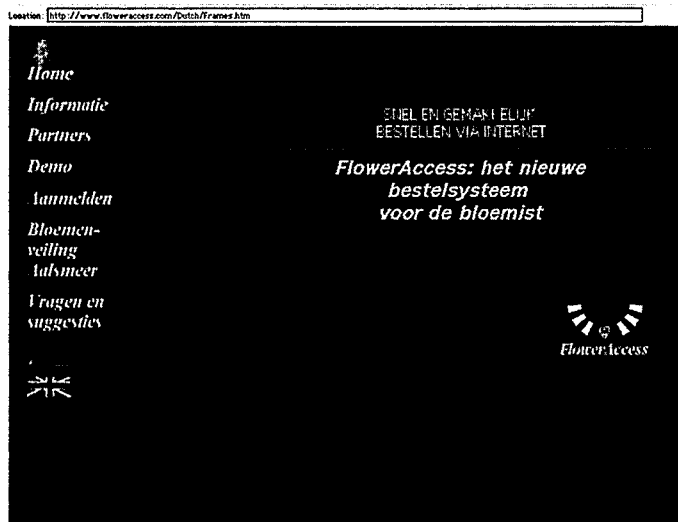 Location: http://www.floweraccess.com/Dutch/Frames.htm
Home
Informatie
Partners
Demo
Aanmelden
Bloemen-
veiling
Aalsmeer
Vragen en
suggesties
SNEL EN GEMAKKELIJK
BESTELLEN VIA INTERNET
FlowerAccess: het nieuwe
bestelsysteem
voor de bloemist
FlowerAccess